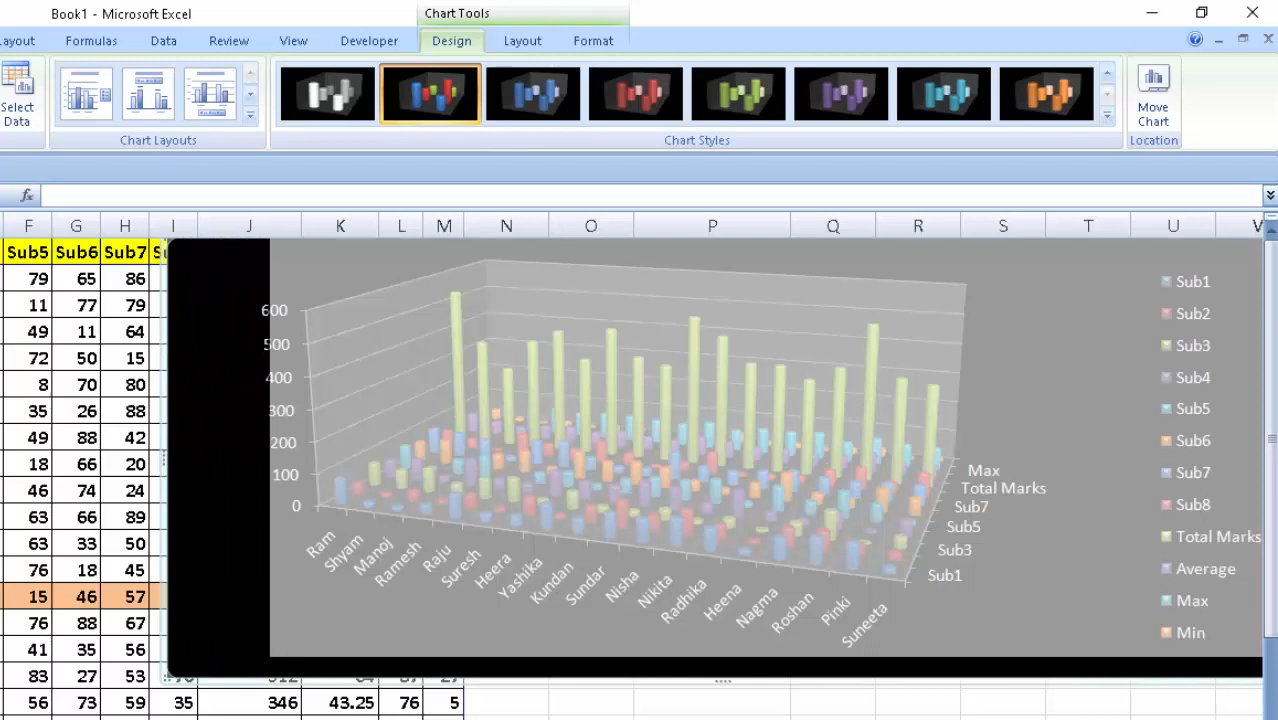 Book1 - Microsoft Excel
Chart Tools
Layout Formulas Data Review View Developer Design Layout Format
Select Data
Move Chart
Chart Layouts Chart Styles Location
fx
F G H I J K L M N O P Q R S T U V
Sub5 Sub6 Sub7
79 65 86
11 77 79
49 11 64
72 50 15
8 70 80
35 26 88
49 88 42
18 66 20
46 74 24
63 66 89
63 33 50
76 18 45
15 46 57
76 88 67
41 35 56
83 27 53
56 73 59 35 346 43.25 76 5
600
500
400
300
200
100
0
Ram
Shyam
Manoj
Ramesh
Raju
Suresh
Heera
Yashika
Kundan
Sundar
Nisha
Nikita
Radhika
Heena
Nagma
Roshan
Pinki
Suneeta
Max
Total Marks
Sub7
Sub5
Sub3
Sub1
Sub1
Sub2
Sub3
Sub4
Sub5
Sub6
Sub7
Sub8
Total Marks
Average
Max
Min